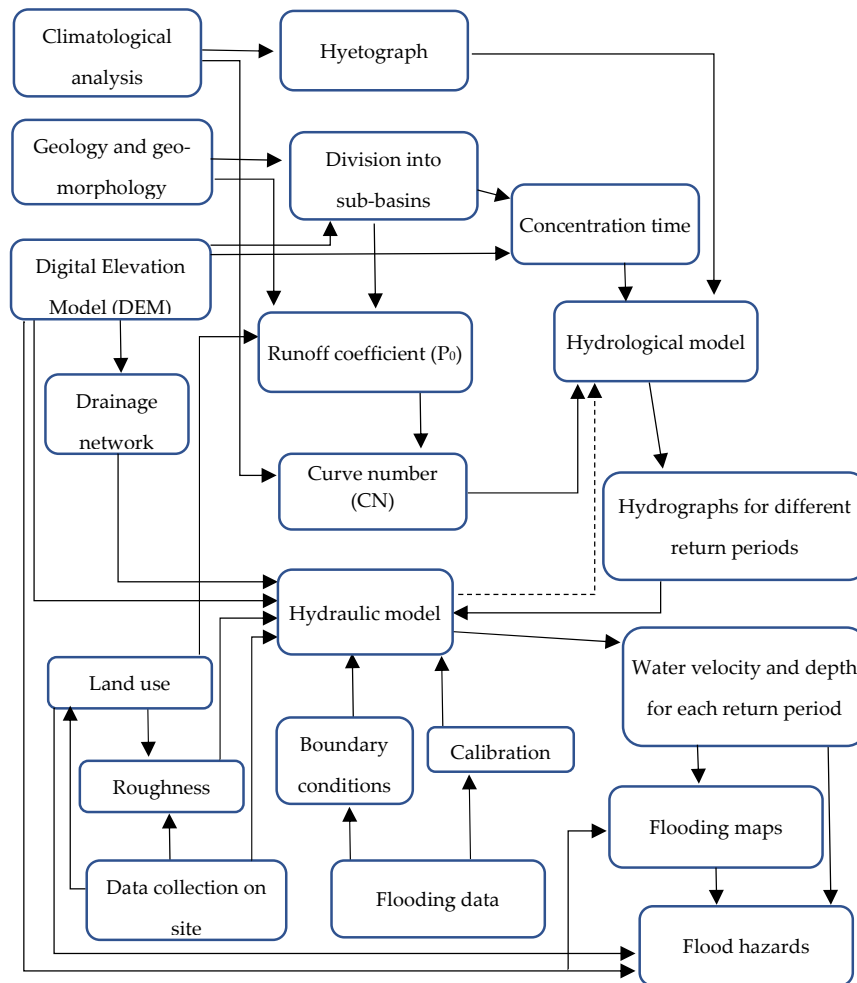 Climatological
analysis
Hyetograph
Geology and geo-
morphology
Division into
sub-basins
Concentration time
Digital Elevation
Model (DEM)
Runoff coefficient (P₀)
Hydrological model
Drainage
network
Curve number
(CN)
Hydrographs for different
return periods
Hydraulic model
Land use
Water velocity and depth
for each return period
Boundary
conditions
Calibration
Roughness
Flooding maps
Data collection on
site
Flooding data
Flood hazards